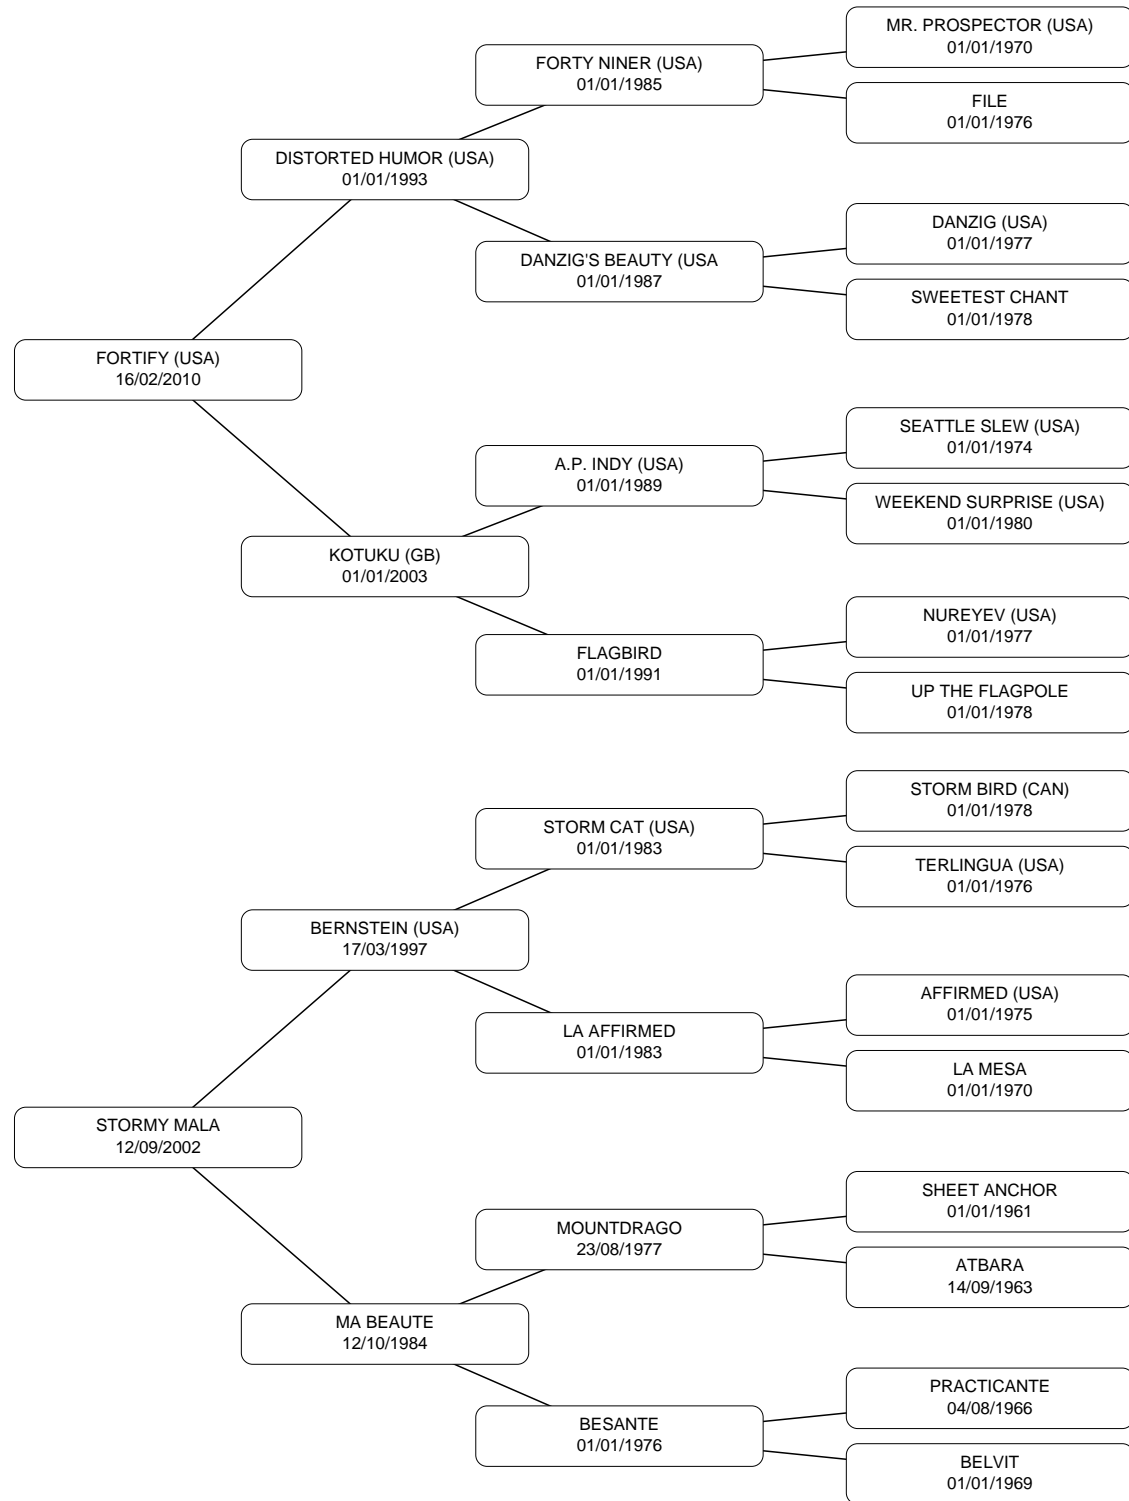 MR. PROSPECTOR (USA)
01/01/1970
FORTY NINER (USA)
01/01/1985
FILE
01/01/1976
DISTORTED HUMOR (USA)
01/01/1993
DANZIG (USA)
01/01/1977
DANZIG'S BEAUTY (USA
01/01/1987
SWEETEST CHANT
01/01/1978
FORTIFY (USA)
16/02/2010
SEATTLE SLEW (USA)
01/01/1974
A.P. INDY (USA)
01/01/1989
WEEKEND SURPRISE (USA)
01/01/1980
KOTUKU (GB)
01/01/2003
NUREYEV (USA)
01/01/1977
FLAGBIRD
01/01/1991
UP THE FLAGPOLE
01/01/1978
STORM BIRD (CAN)
01/01/1978
STORM CAT (USA)
01/01/1983
TERLINGUA (USA)
01/01/1976
BERNSTEIN (USA)
17/03/1997
AFFIRMED (USA)
01/01/1975
LA AFFIRMED
01/01/1983
LA MESA
01/01/1970
STORMY MALA
12/09/2002
SHEET ANCHOR
01/01/1961
MOUNTDRAGO
23/08/1977
ATBARA
14/09/1963
MA BEAUTE
12/10/1984
PRACTICANTE
04/08/1966
BESANTE
01/01/1976
BELVIT
01/01/1969